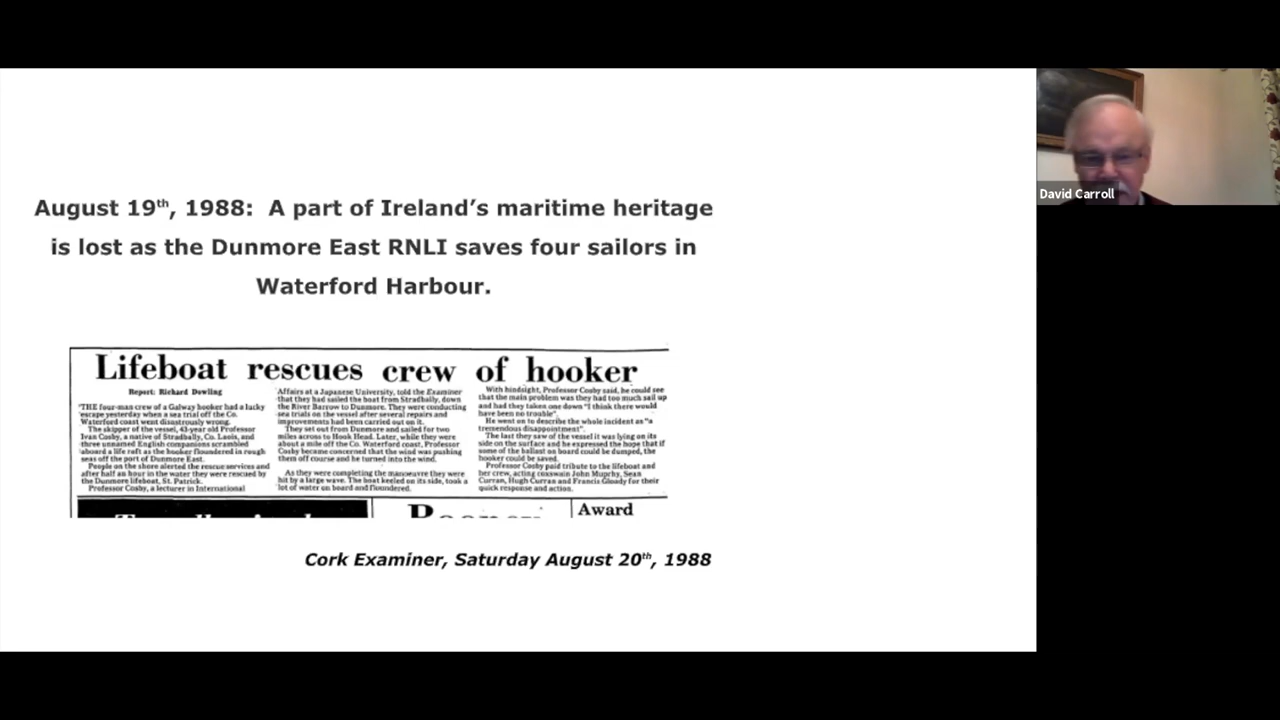 August 19th, 1988:  A part of Ireland's maritime heritage
is lost as the Dunmore East RNLI saves four sailors in
Waterford Harbour.
Lifeboat rescues crew of hooker
Report: Richard Dowling
"THE four-man crew of a Galway hooker had a lucky
escape yesterday when a sea trial off the Co.
Waterford coast went disastrously wrong.
The skipper of the vessel, 43-year old Professor
Ivan Cosby, a native of Stradbally, Co. Laois, and
three unnamed English companions scrambled
aboard a life raft as the hooker floundered in rough
seas off the port of Dunmore East.
People on the shore alerted the rescue services and
after half an hour in the water they were rescued by
the Dunmore lifeboat, St. Patrick.
Professor Cosby, a lecturer in International
Affairs at a Japanese University, told the Examiner
that they had sailed the boat from Stradbally, down
the River Barrow to Dunmore. They were conducting
sea trials on the vessel after several repairs and
improvements had been carried out on it.
They set out from Dunmore and sailed for two
miles across to Hook Head. Later, while they were
about a mile off the Co. Waterford coast, Professor
Cosby became concerned that the wind was pushing
them off course and he turned into the wind.
As they were completing the manoeuvre they were
hit by a large wave. The boat keeled on its side, took a
lot of water on board and floundered.
With hindsight, Professor Cosby said, he could see
that the main problem was they had too much sail up
and had they taken one down "I think there would
have been no trouble".
He went on to describe the whole incident as "a
tremendous disappointment".
The last they saw of the vessel it was lying on its
side on the surface and he expressed the hope that if
some of the ballast on board could be dumped, the
hooker could be saved.
Professor Cosby paid tribute to the lifeboat and
her crew, acting coxswain John Muprhy, Sean
Curran, Hugh Curran and Francis Glody for their
quick response and action.
Award
Cork Examiner, Saturday August 20th, 1988
David Carroll